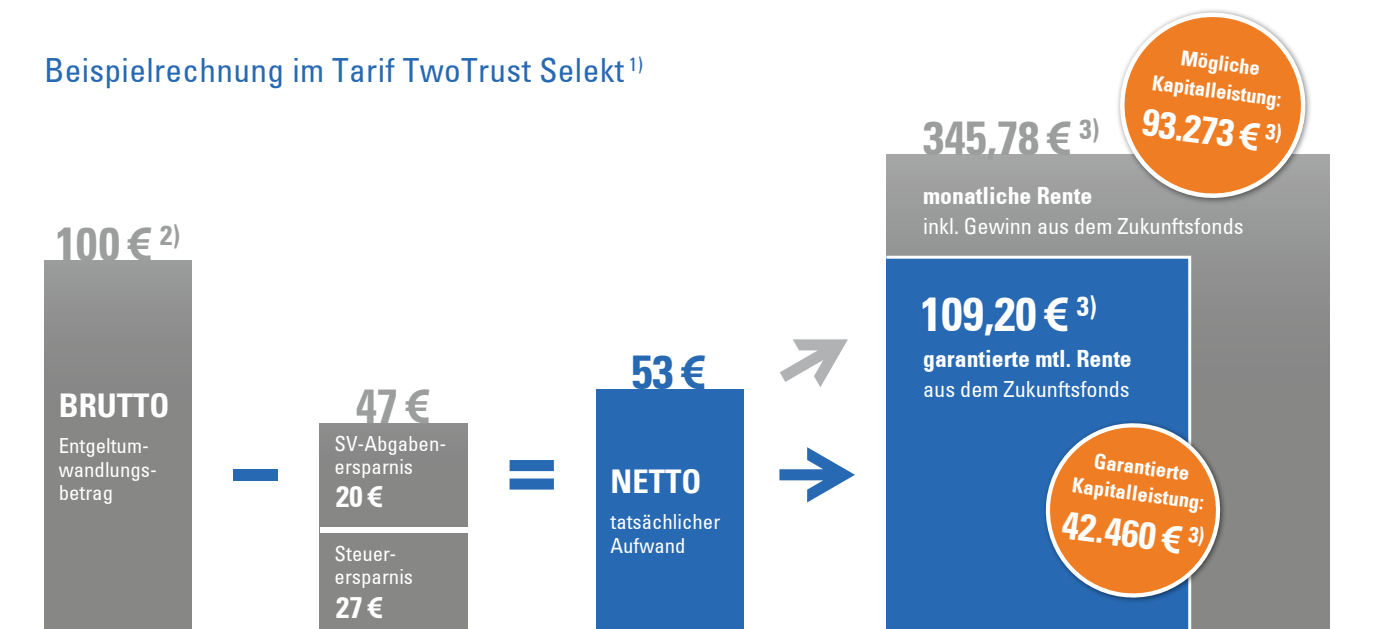 Beispielrechnung im Tarif TwoTrust Selekt 1)
100 € 2)
BRUTTO
Entgeltum-
wandlungs-
betrag
47 €
SV-Abgaben-
ersparnis
20 €
Steuer-
ersparnis
27 €
53 €
NETTO
tatsächlicher
Aufwand
345,78 € 3)
monatliche Rente
inkl. Gewinn aus dem Zukunftsfonds
Mögliche
Kapitalleistung:
93.273 € 3)
109,20 € 3)
garantierte mtl. Rente
aus dem Zukunftsfonds
Garantierte
Kapitalleistung:
42.460 € 3)